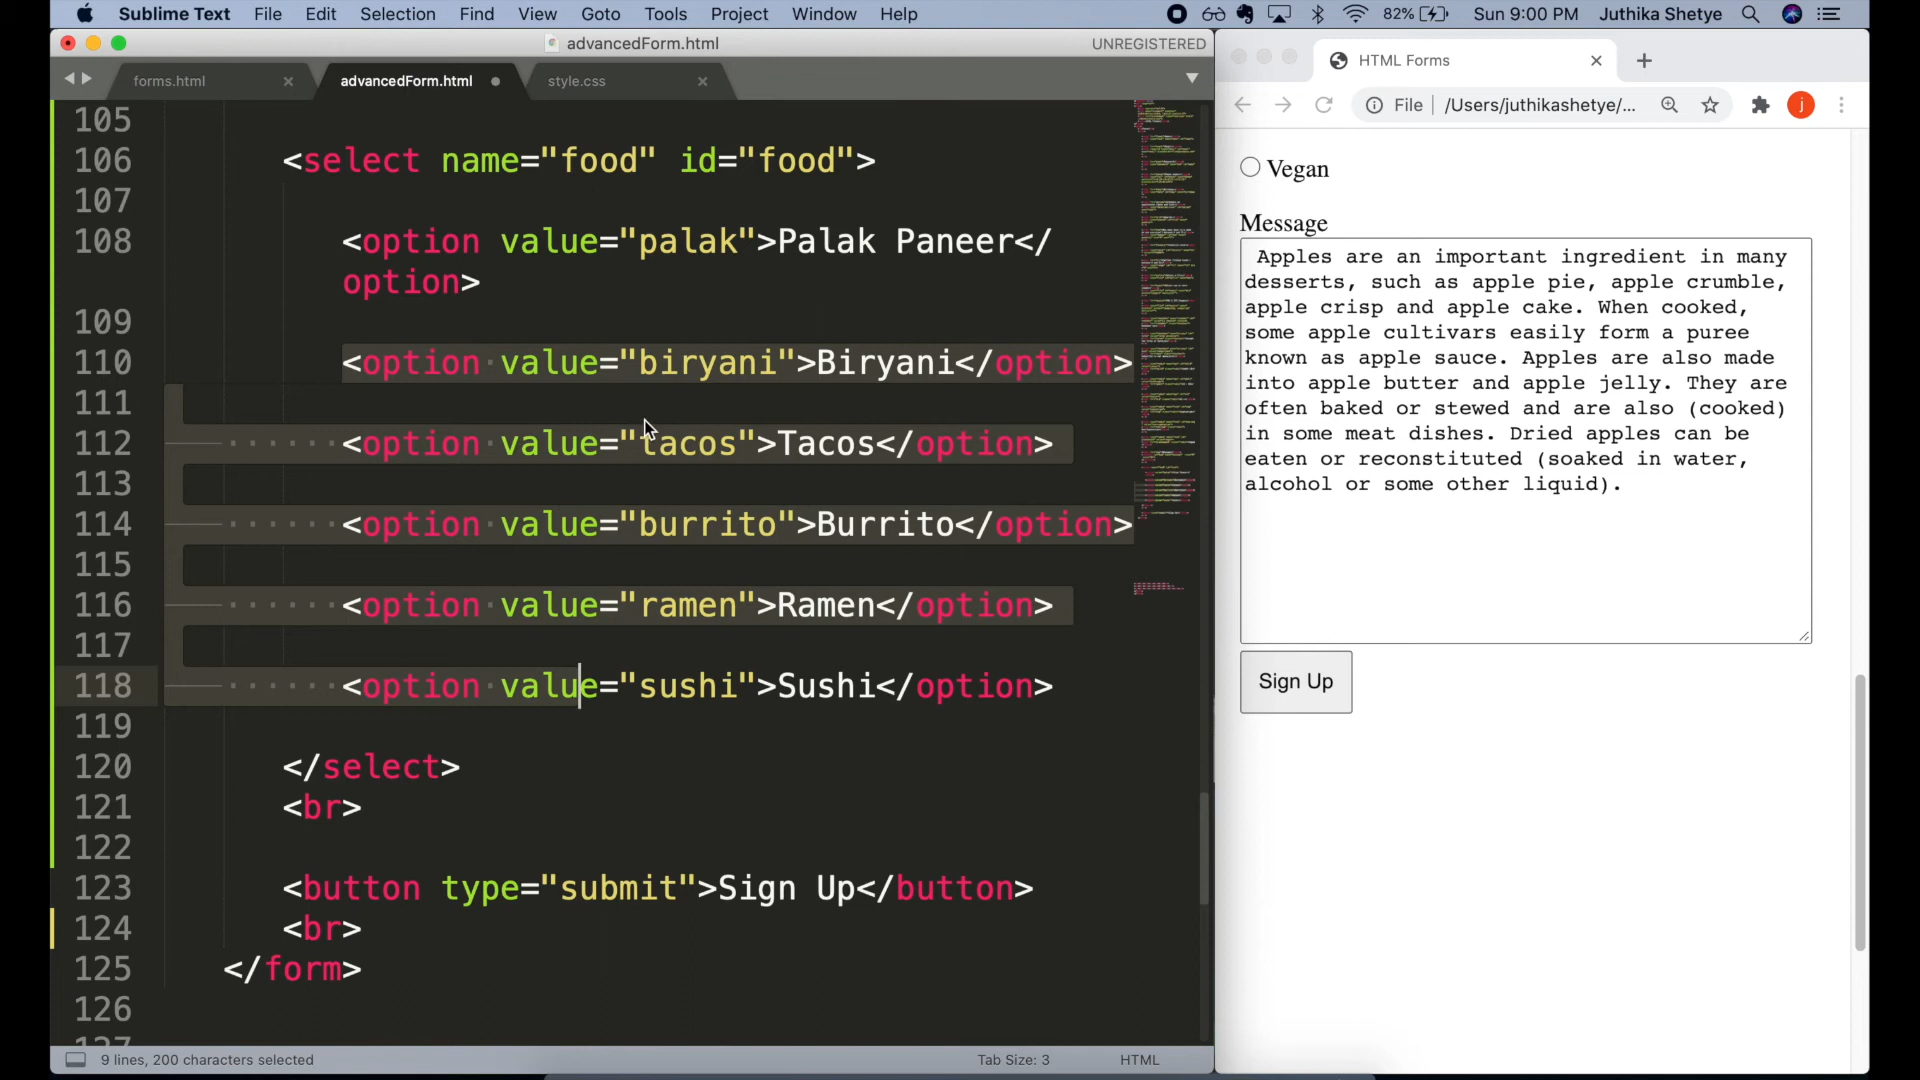 Sublime Text File Edit Selection Find View Goto Tools Project Window Help 82% Sun 9:00 PM Juthika Shetye
advancedForm.html UNREGISTERED
forms.html advancedForm.html style.css
105
106 <select name="food" id="food">
107
108 <option value="palak">Palak Paneer</
option>
109
110 <option value="biryani">Biryani</option>
111
112 <option value="tacos">Tacos</option>
113
114 <option value="burrito">Burrito</option>
115
116 <option value="ramen">Ramen</option>
117
118 <option value="sushi">Sushi</option>
119
120 </select>
121 <br>
122
123 <button type="submit">Sign Up</button>
124 <br>
125 </form>
126
127
9 lines, 200 characters selected Tab Size: 3 HTML
HTML Forms
File /Users/juthikashetye/... j
Vegan
Message
Apples are an important ingredient in many
desserts, such as apple pie, apple crumble,
apple crisp and apple cake. When cooked,
some apple cultivars easily form a puree
known as apple sauce. Apples are also made
into apple butter and apple jelly. They are
often baked or stewed and are also (cooked)
in some meat dishes. Dried apples can be
eaten or reconstituted (soaked in water,
alcohol or some other liquid).
Sign Up